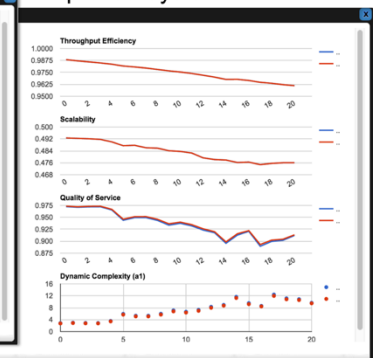 x
Throughput Efficiency
1.0000
0.9875
0.9750
0.9625
0.9500
0 2 4 6 8 10 12 14 16 18 20
Scalability
0.500
0.492
0.484
0.476
0.468
0 2 4 6 8 10 12 14 16 18 20
Quality of Service
0.975
0.950
0.925
0.900
0.875
0 2 4 6 8 10 12 14 16 18 20
Dynamic Complexity (a1)
16
12
8
4
0
0 5 10 15 20